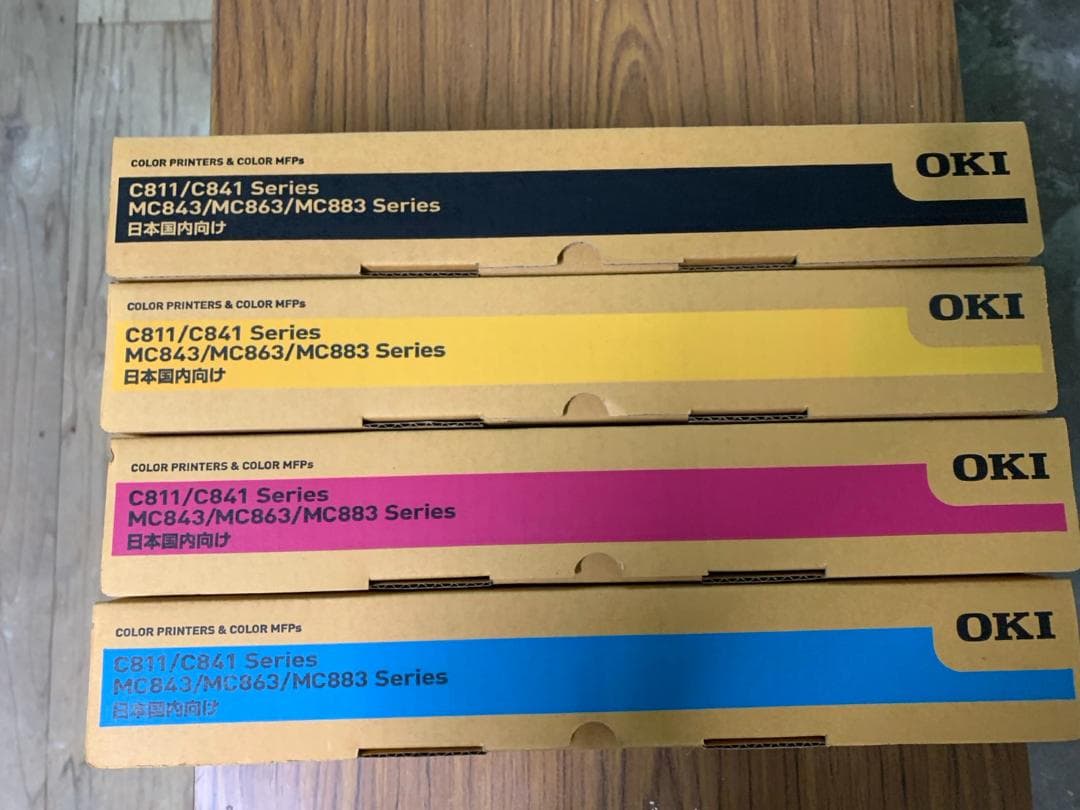 COLOR PRINTERS & COLOR MFPs
OKI
C811/C841 Series
MC843/MC863/MC883 Series
日本国内向け
COLOR PRINTERS & COLOR MFPs
OKI
C811/C841 Series
MC843/MC863/MC883 Series
日本国内向け
COLOR PRINTERS & COLOR MFPs
OKI
C811/C841 Series
MC843/MC863/MC883 Series
日本国内向け
COLOR PRINTERS & COLOR MFPs
OKI
C811/C841 Series
MC843/MC863/MC883 Series
日本国内向け